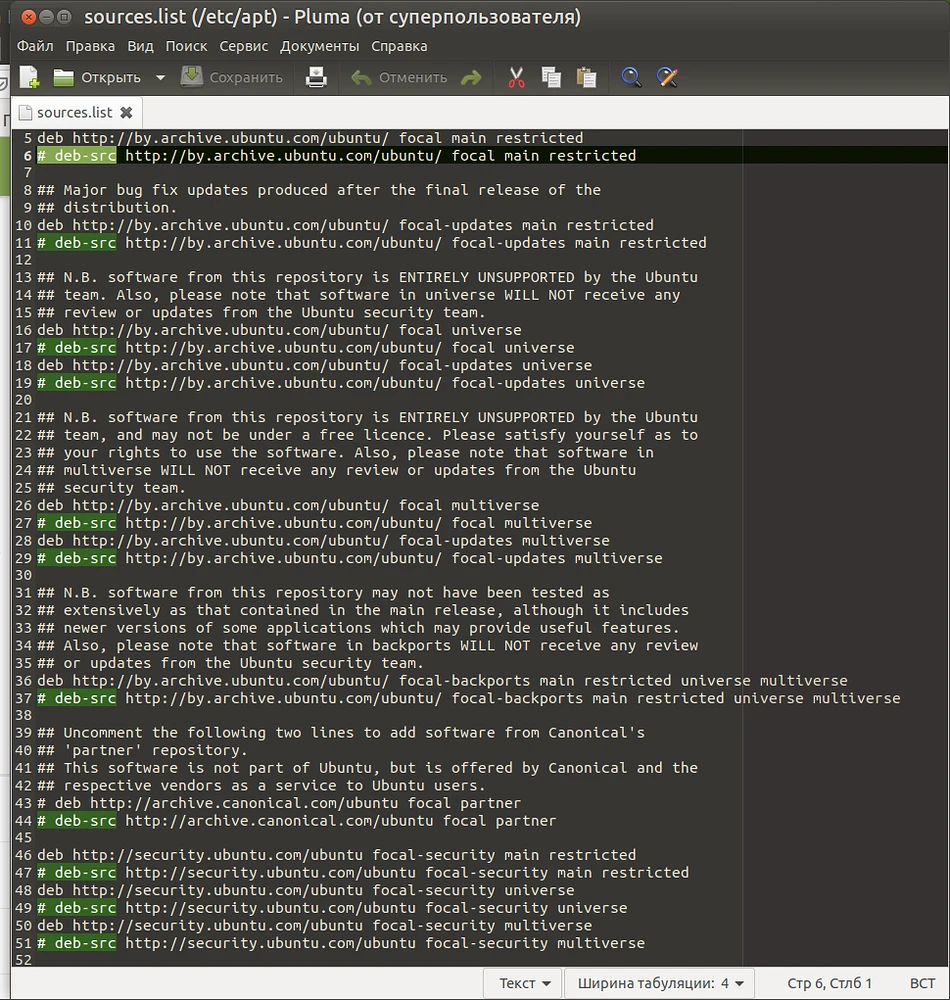 sources.list (/etc/apt) - Pluma (от суперпользователя)
Файл Правка Вид Поиск Сервис Документы Справка
Открыть Сохранить Отменить
sources.list
5 deb http://by.archive.ubuntu.com/ubuntu/ focal main restricted
6 # deb-src http://by.archive.ubuntu.com/ubuntu/ focal main restricted
7
8 ## Major bug fix updates produced after the final release of the
9 ## distribution.
10 deb http://by.archive.ubuntu.com/ubuntu/ focal-updates main restricted
11 # deb-src http://by.archive.ubuntu.com/ubuntu/ focal-updates main restricted
12
13 ## N.B. software from this repository is ENTIRELY UNSUPPORTED by the Ubuntu
14 ## team. Also, please note that software in universe WILL NOT receive any
15 ## review or updates from the Ubuntu security team.
16 deb http://by.archive.ubuntu.com/ubuntu/ focal universe
17 # deb-src http://by.archive.ubuntu.com/ubuntu/ focal universe
18 deb http://by.archive.ubuntu.com/ubuntu/ focal-updates universe
19 # deb-src http://by.archive.ubuntu.com/ubuntu/ focal-updates universe
20
21 ## N.B. software from this repository is ENTIRELY UNSUPPORTED by the Ubuntu
22 ## team, and may not be under a free licence. Please satisfy yourself as to
23 ## your rights to use the software. Also, please note that software in
24 ## multiverse WILL NOT receive any review or updates from the Ubuntu
25 ## security team.
26 deb http://by.archive.ubuntu.com/ubuntu/ focal multiverse
27 # deb-src http://by.archive.ubuntu.com/ubuntu/ focal multiverse
28 deb http://by.archive.ubuntu.com/ubuntu/ focal-updates multiverse
29 # deb-src http://by.archive.ubuntu.com/ubuntu/ focal-updates multiverse
30
31 ## N.B. software from this repository may not have been tested as
32 ## extensively as that contained in the main release, although it includes
33 ## newer versions of some applications which may provide useful features.
34 ## Also, please note that software in backports WILL NOT receive any review
35 ## or updates from the Ubuntu security team.
36 deb http://by.archive.ubuntu.com/ubuntu/ focal-backports main restricted universe multiverse
37 # deb-src http://by.archive.ubuntu.com/ubuntu/ focal-backports main restricted universe multiverse
38
39 ## Uncomment the following two lines to add software from Canonical's
40 ## 'partner' repository.
41 ## This software is not part of Ubuntu, but is offered by Canonical and the
42 ## respective vendors as a service to Ubuntu users.
43 # deb http://archive.canonical.com/ubuntu focal partner
44 # deb-src http://archive.canonical.com/ubuntu focal partner
45
46 deb http://security.ubuntu.com/ubuntu focal-security main restricted
47 # deb-src http://security.ubuntu.com/ubuntu focal-security main restricted
48 deb http://security.ubuntu.com/ubuntu focal-security universe
49 # deb-src http://security.ubuntu.com/ubuntu focal-security universe
50 deb http://security.ubuntu.com/ubuntu focal-security multiverse
51 # deb-src http://security.ubuntu.com/ubuntu focal-security multiverse
52
Текст Ширина табуляции: 4 Стр 6, Стлб 1 ВСТ